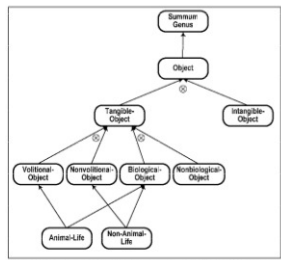 Summum
Genus
Object
Tangible-
Object
Intangible-
Object
Volitional-
Object
Nonvolitional-
Object
Biological-
Object
Nonbiological-
Object
Animal-Life
Non-Animal-
Life